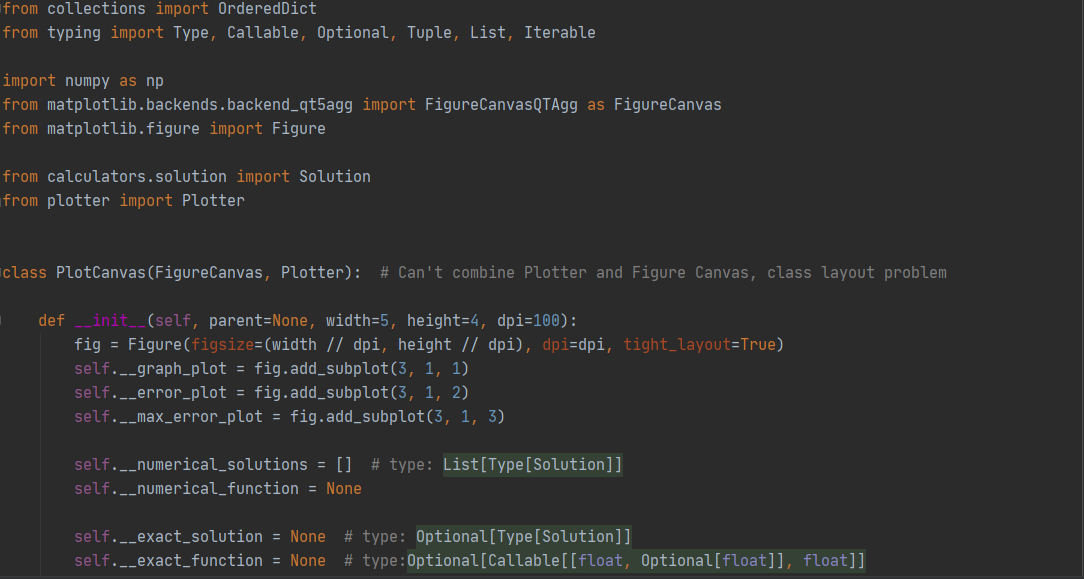 from collections import OrderedDict
from typing import Type, Callable, Optional, Tuple, List, Iterable
import numpy as np
from matplotlib.backends.backend_qt5agg import FigureCanvasQTAgg as FigureCanvas
from matplotlib.figure import Figure
from calculators.solution import Solution
from plotter import Plotter
class PlotCanvas(FigureCanvas, Plotter):  # Can't combine Plotter and Figure Canvas, class layout problem
    def __init__(self, parent=None, width=5, height=4, dpi=100):
        fig = Figure(figsize=(width // dpi, height // dpi), dpi=dpi, tight_layout=True)
        self.__graph_plot = fig.add_subplot(3, 1, 1)
        self.__error_plot = fig.add_subplot(3, 1, 2)
        self.__max_error_plot = fig.add_subplot(3, 1, 3)
        self.__numerical_solutions = []  # type: List[Type[Solution]]
        self.__numerical_function = None
        self.__exact_solution = None  # type: Optional[Type[Solution]]
        self.__exact_function = None  # type:Optional[Callable[[float, Optional[float]], float]]